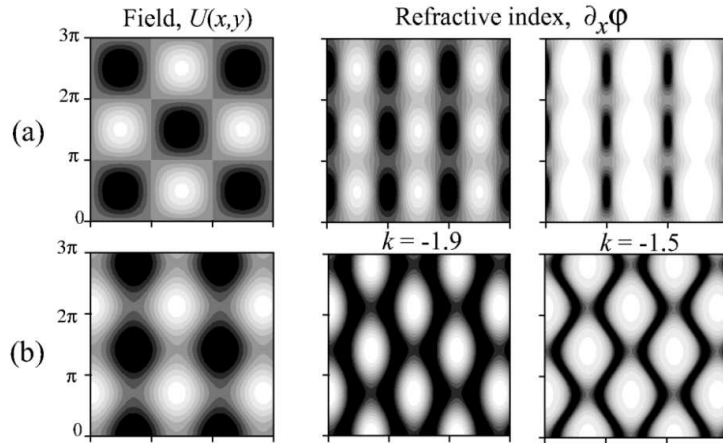 Field, U(x,y)
Refractive index, ∂ₓφ
(a)
3π
2π
π
0
k = -1.9
k = -1.5
(b)
3π
2π
π
0